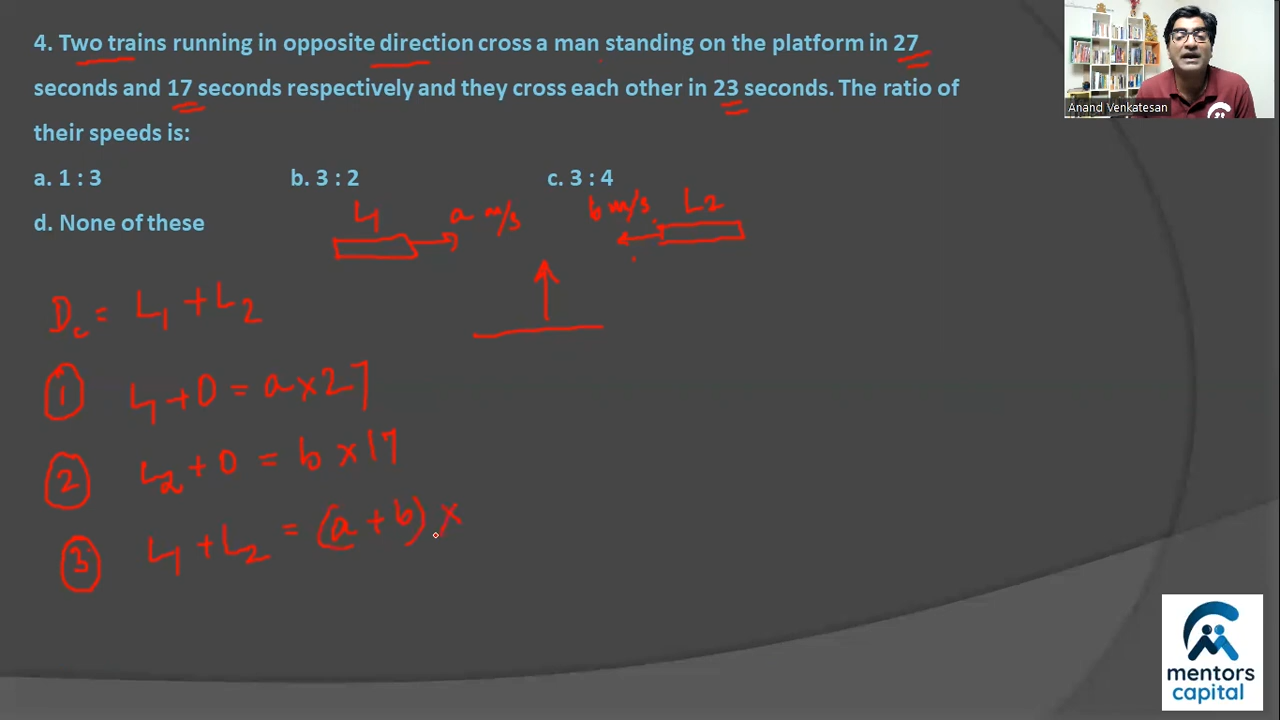 4. Two trains running in opposite direction cross a man standing on the platform in 27
seconds and 17 seconds respectively and they cross each other in 23 seconds. The ratio of
their speeds is:
a. 1 : 3 b. 3 : 2 c. 3 : 4
d. None of these
L1 a m/s b m/s L2
Dc = L1 + L2
1 L1 + 0 = a × 27
2 L2 + 0 = b × 17
3 L1 + L2 = (a + b) ×
Anand Venkatesan
mentors
capital